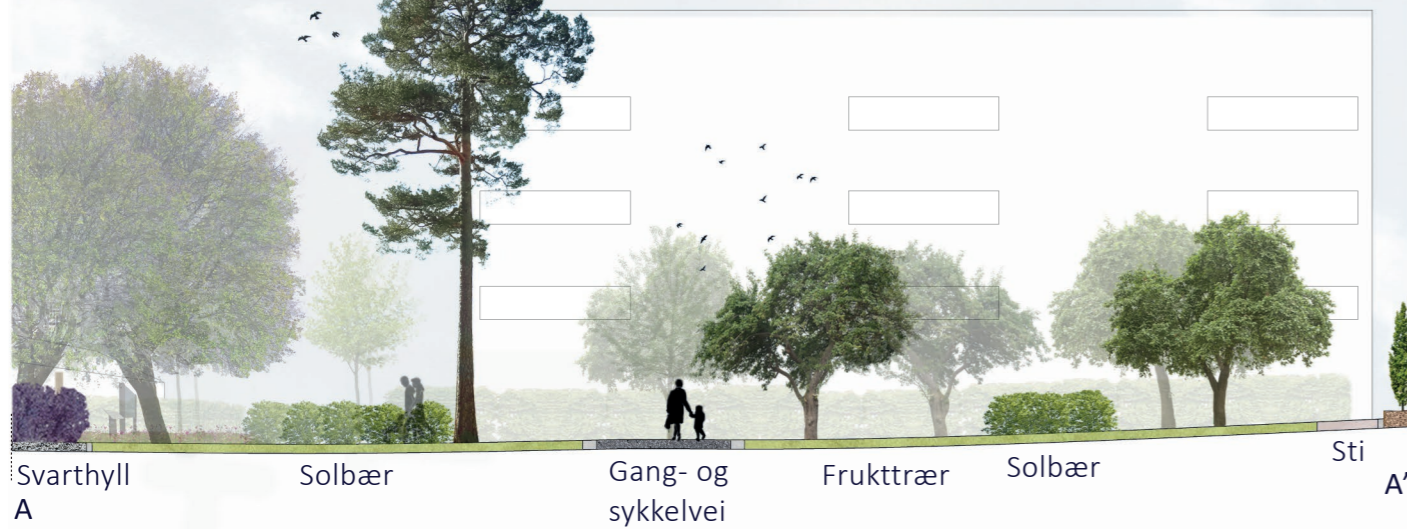 Svarthyll
Solbær
Gang- og
sykkelvei
Frukttrær
Solbær
Sti
A
A'